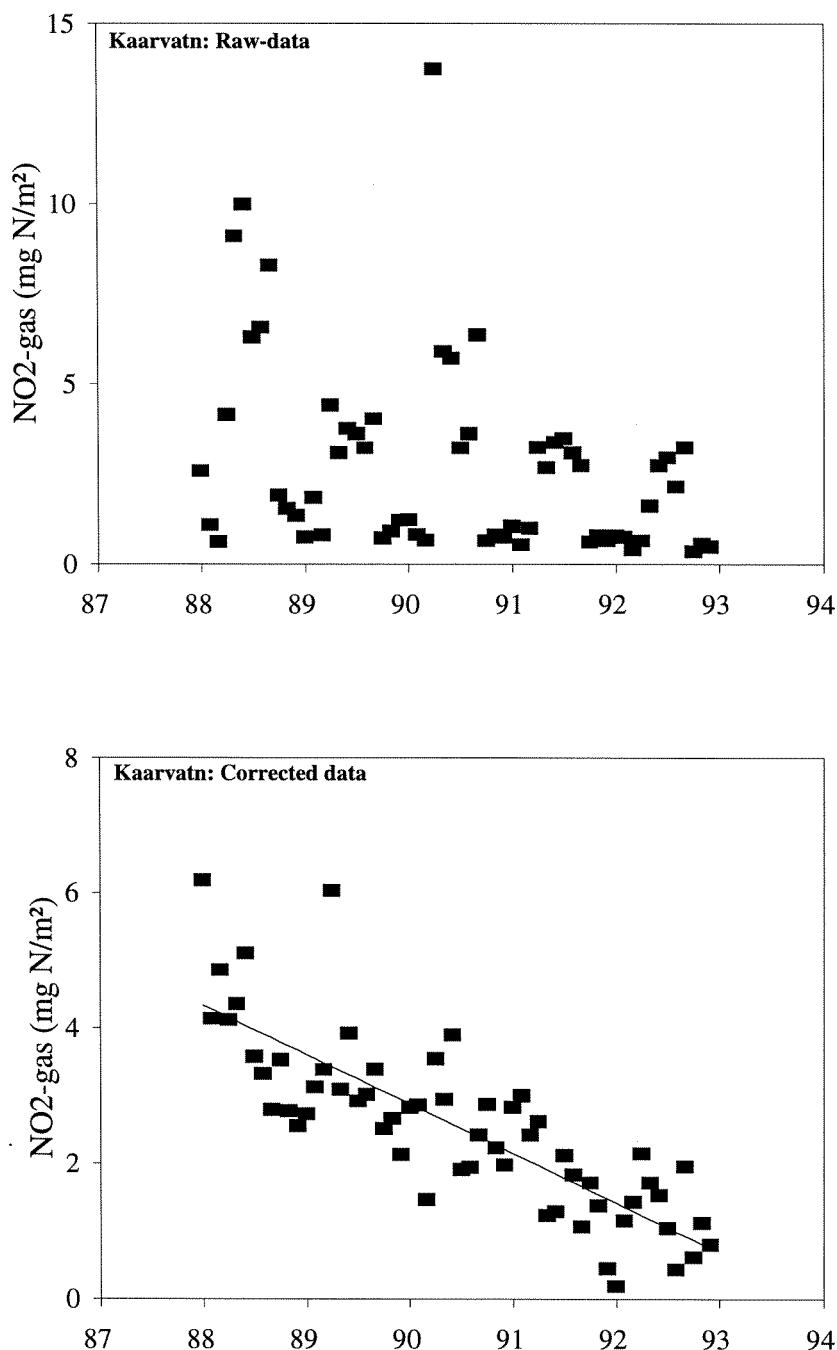 Kaarvatn: Raw-data
NO2-gas (mg N/m²)
15
10
5
0
87 88 89 90 91 92 93 94
Kaarvatn: Corrected data
NO2-gas (mg N/m²)
8
6
4
2
0
87 88 89 90 91 92 93 94